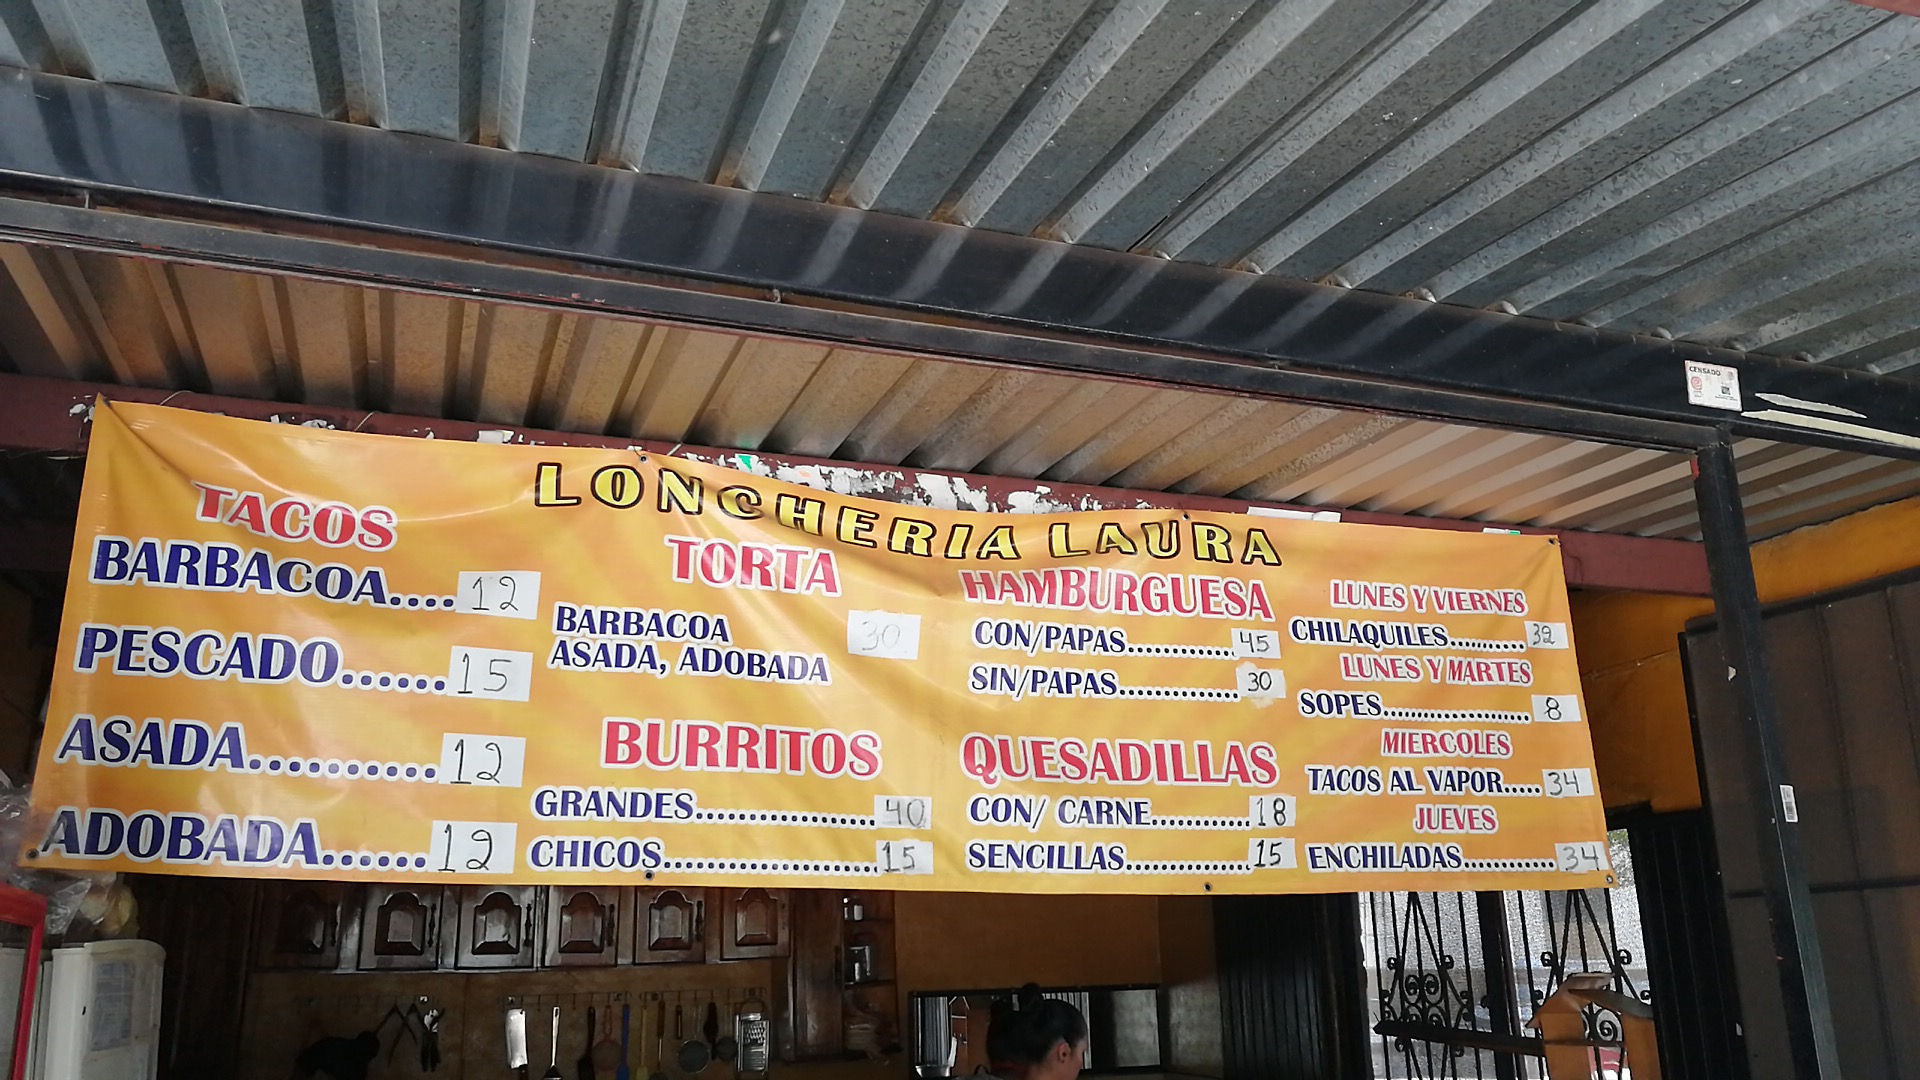 LONCHERIA LAURA
TACOS
BARBACOA....12
PESCADO......15
ASADA..........12
ADOBADA......12
TORTA
BARBACOA 30
ASADA, ADOBADA
BURRITOS
GRANDES..................40
CHICOS......................15
HAMBURGUESA
CON/PAPAS............45
SIN/PAPAS.............30
QUESADILLAS
CON/ CARNE...........18
SENCILLAS.............15
LUNES Y VIERNES
CHILAQUILES..........32
LUNES Y MARTES
SOPES.....................8
MIERCOLES
TACOS AL VAPOR.....34
JUEVES
ENCHILADAS............34
CENSADO